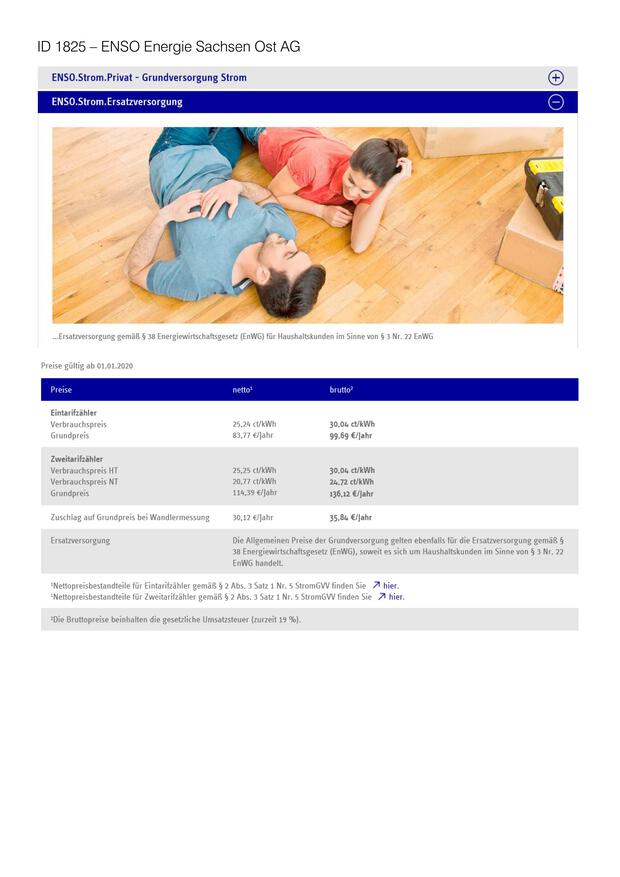 ID 1825 – ENSO Energie Sachsen Ost AG
ENSO.Strom.Privat - Grundversorgung Strom
ENSO.Strom.Ersatzversorgung
...Ersatzversorgung gemäß § 38 Energiewirtschaftsgesetz (EnWG) für Haushaltskunden im Sinne von § 3 Nr. 22 EnWG
Preise gültig ab 01.01.2020
Preise netto¹ brutto²
Eintarifzähler
Verbrauchspreis 25,24 ct/kWh 30,04 ct/kWh
Grundpreis 83,77 €/Jahr 99,69 €/Jahr
Zweitarifzähler
Verbrauchspreis HT 25,25 ct/kWh 30,04 ct/kWh
Verbrauchspreis NT 20,77 ct/kWh 24,72 ct/kWh
Grundpreis 114,39 €/Jahr 136,12 €/Jahr
Zuschlag auf Grundpreis bei Wandlermessung 30,12 €/Jahr 35,84 €/Jahr
Ersatzversorgung Die Allgemeinen Preise der Grundversorgung gelten ebenfalls für die Ersatzversorgung gemäß §
38 Energiewirtschaftsgesetz (EnWG), soweit es sich um Haushaltskunden im Sinne von § 3 Nr. 22
EnWG handelt.
¹Nettopreisbestandteile für Eintarifzähler gemäß § 2 Abs. 3 Satz 1 Nr. 5 StromGVV finden Sie hier.
¹Nettopreisbestandteile für Zweitarifzähler gemäß § 2 Abs. 3 Satz 1 Nr. 5 StromGVV finden Sie hier.
²Die Bruttopreise beinhalten die gesetzliche Umsatzsteuer (zurzeit 19 %).